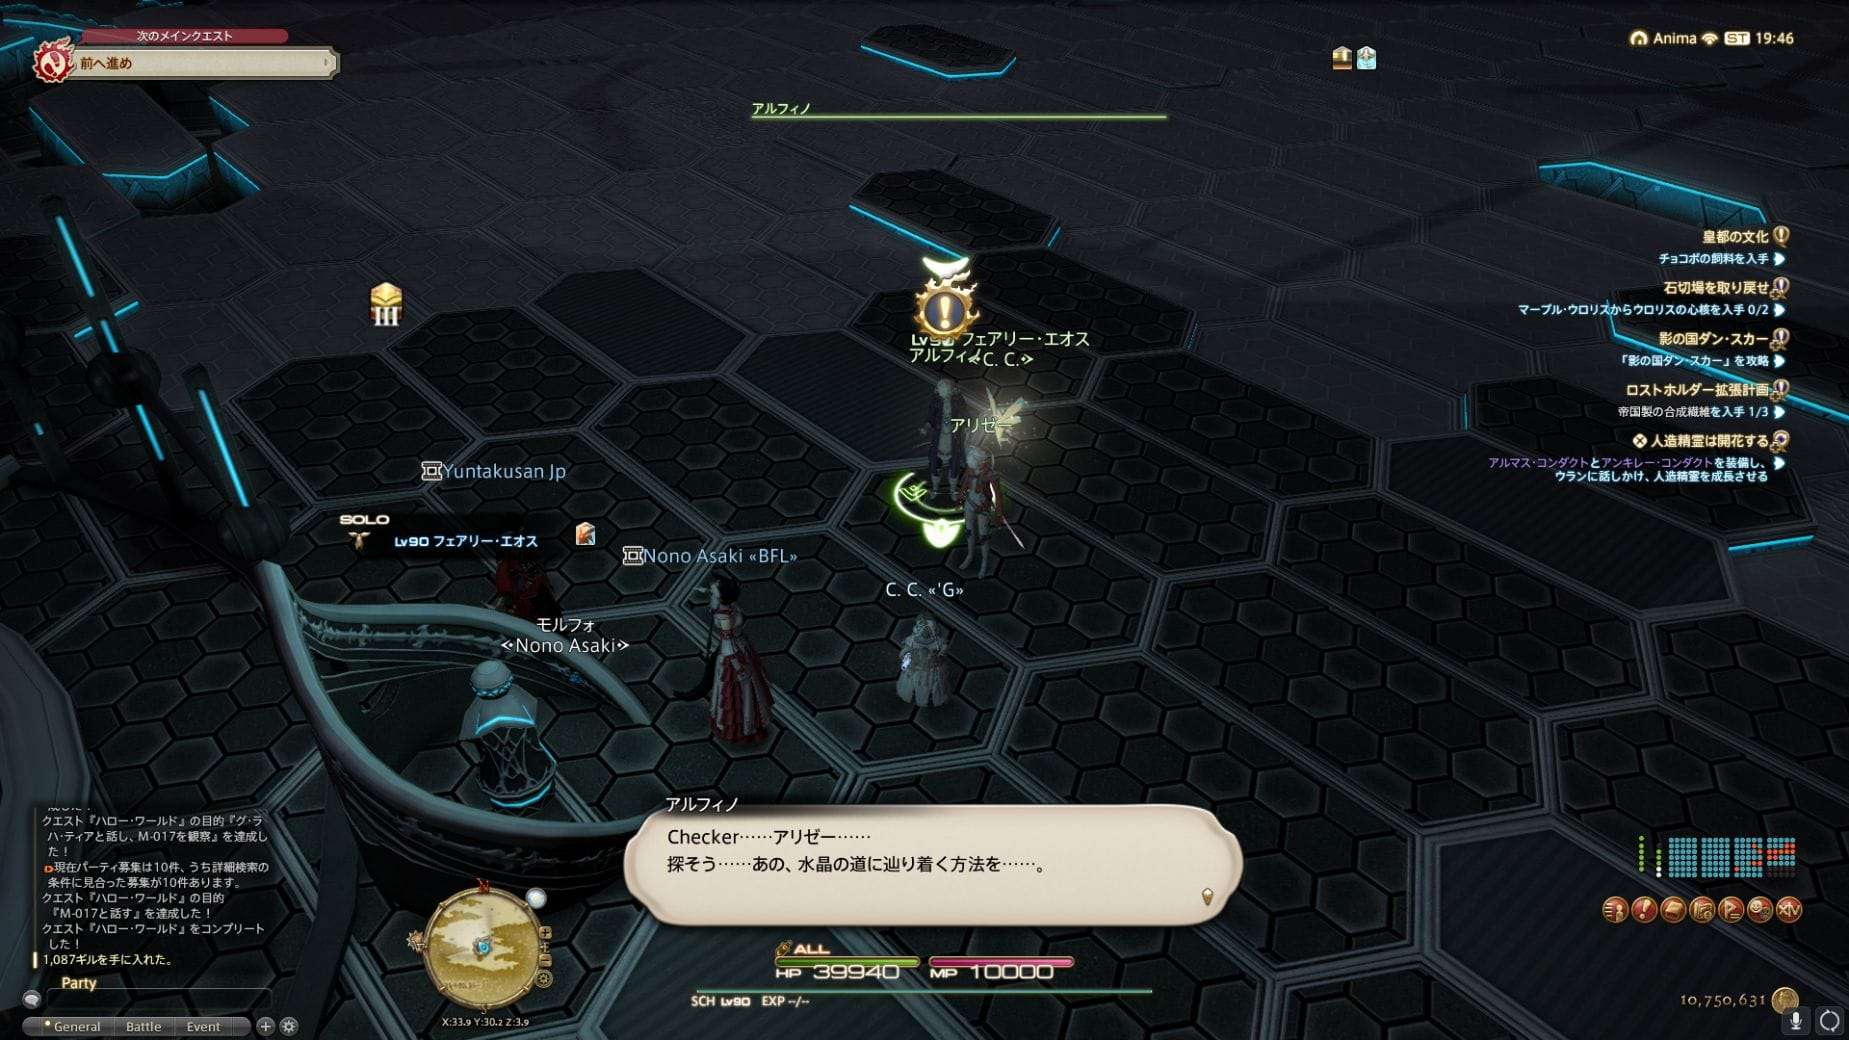 次のメインクエスト
前へ進め
アルフィノ
Anima ST 19:46
皇都の文化
チョコボの飼料を入手
石切場を取り戻せ
マーブル・ウロリスからウロリスの心核を入手 0/2
影の国ダン・スカー
「影の国ダン・スカー」を攻略
ロストホルダー拡張計画
帝国製の合成繊維を入手 1/3
人造精霊は開花する
アルマス・コンダクトとアンキレー・コンダクトを装備し、
ウランに話しかけ、人造精霊を成長させる
III
Lv90 フェアリー・エオス
アルフィノ
«C. C.»
アリゼー
Yuntakusan Jp
SOLO
Lv90 フェアリー・エオス
Nono Asaki «BFL»
C. C. «'G»
モルフォ
«Nono Asaki»
アルフィノ
Checker……アリゼー……
探そう……あの、水晶の道に辿り着く方法を……。
クエスト『ハロー・ワールド』の目的『グ・ラ
ハ・ティアと話し、M-017を観察』を達成し
た！
現在パーティ募集は10件、うち詳細検索の
条件に見合った募集が10件あります。
クエスト『ハロー・ワールド』の目的
『M-017と話す』を達成した！
クエスト『ハロー・ワールド』をコンプリート
した！
1,087ギルを手に入れた。
Party
General Battle Event
N
X:33.9 Y:30.2 Z:3.9
ALL
HP 39940 MP 10000
SCH Lv90 EXP --/--
XIV
10,750,631